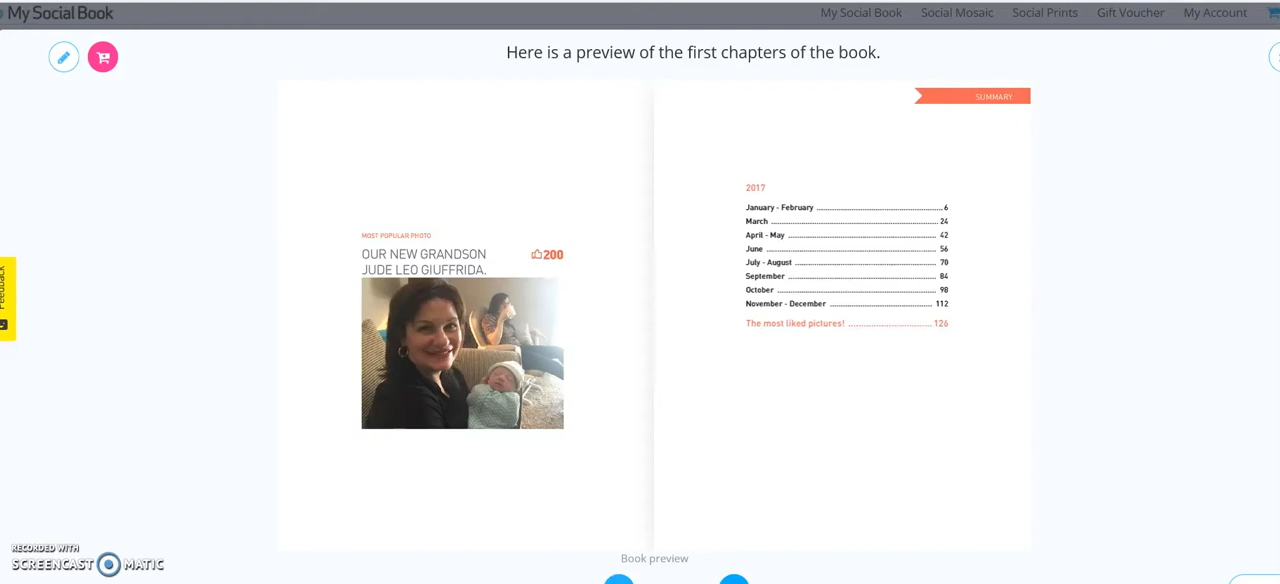 My Social Book
My Social Book Social Mosaic Social Prints Gift Voucher My Account
Here is a preview of the first chapters of the book.
SUMMARY
MOST POPULAR PHOTO
OUR NEW GRANDSON
JUDE LEO GIUFFRIDA.
200
2017
January - February 6
March 24
April - May 42
June 56
July - August 70
September 84
October 98
November - December 112
The most liked pictures! 126
Feedback
Book preview
RECORDED WITH
SCREENCAST MATIC